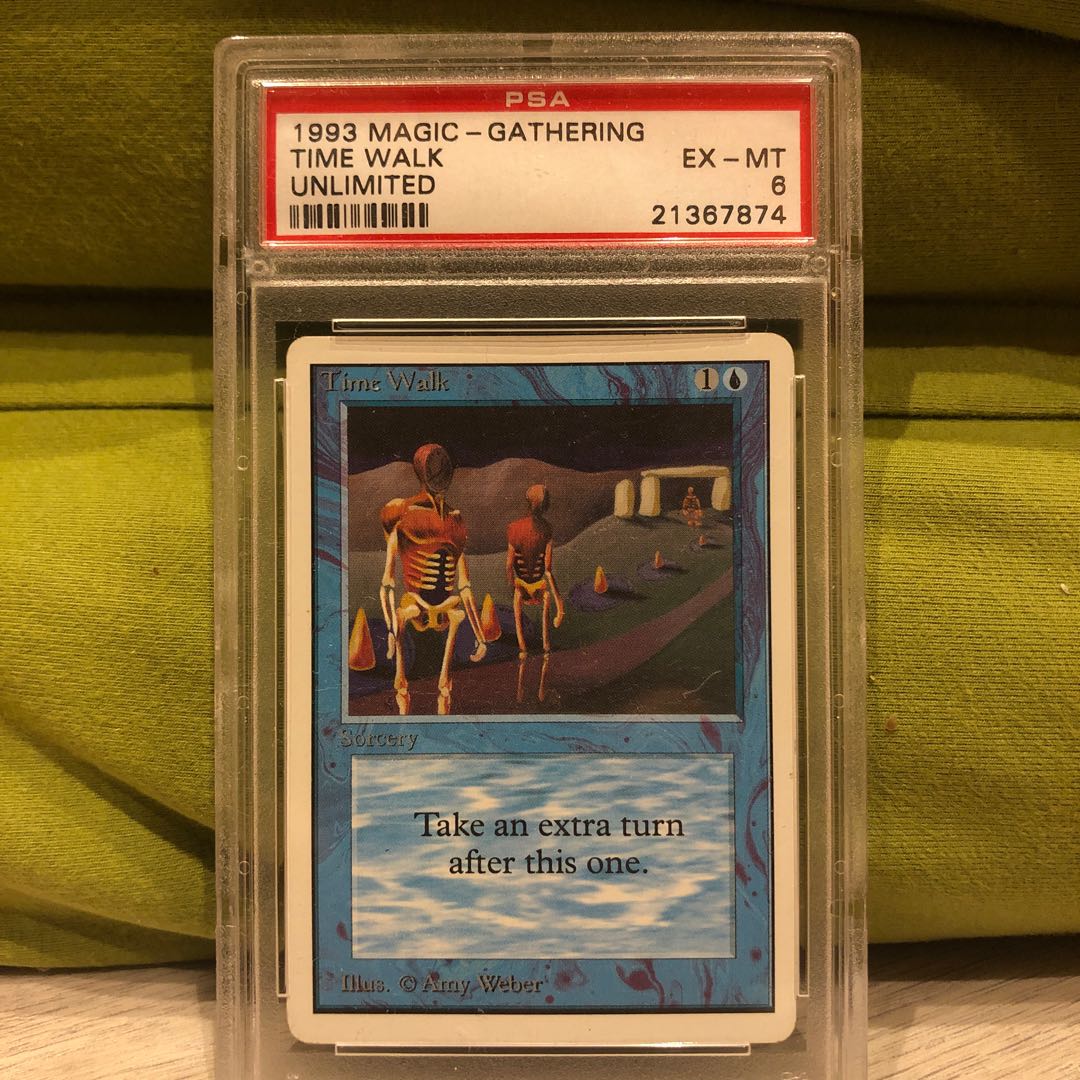 PSA
1993 MAGIC - GATHERING
TIME WALK EX - MT
UNLIMITED 6
21367874
Time Walk 1
Sorcery
Take an extra turn
after this one.
Illus. © Amy Weber